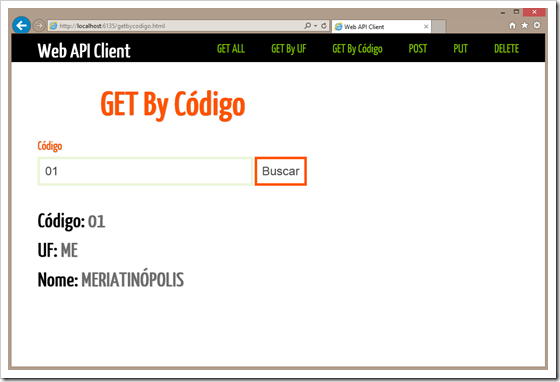 http://localhost:6135/getbycodigo.html
Web API Client
Web API Client
GET ALL
GET By UF
GET By Código
POST
PUT
DELETE
GET By Código
Código
01
Buscar
Código: 01
UF: ME
Nome: MERIATINÓPOLIS